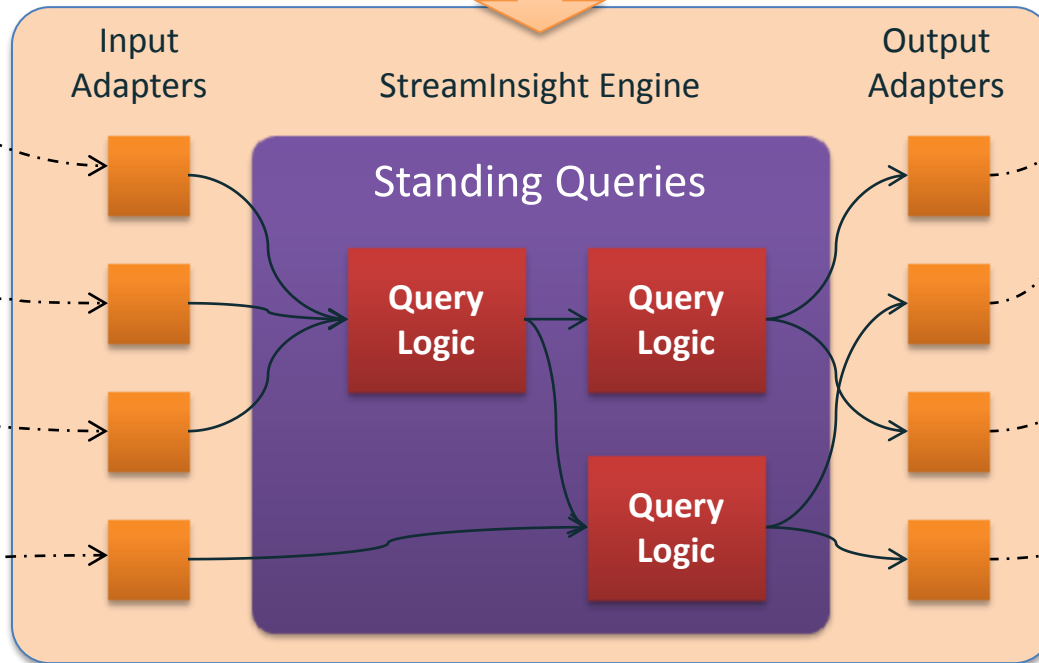 Input
Adapters
StreamInsight Engine
Output
Adapters
Standing Queries
Query
Logic
Query
Logic
Query
Logic